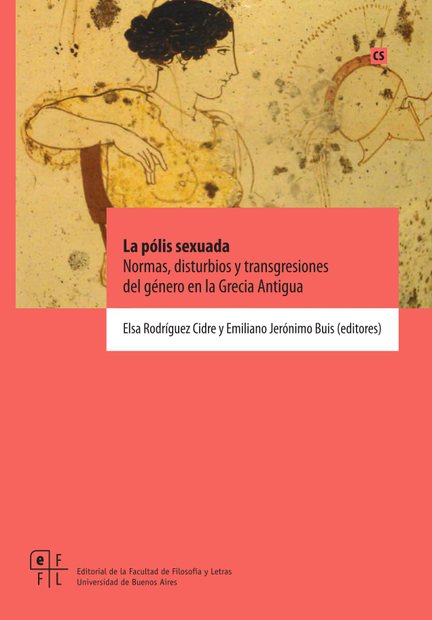 CS
La pólis sexuada
Normas, disturbios y transgresiones
del género en la Grecia Antigua
Elsa Rodríguez Cidre y Emiliano Jerónimo Buis (editores)
e F
F L
Editorial de la Facultad de Filosofía y Letras
Universidad de Buenos Aires